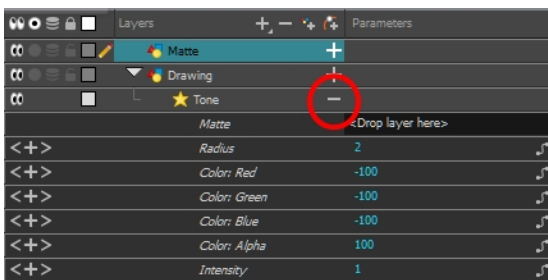 Layers Parameters
Matte
Drawing
Tone
Matte <Drop layer here>
<+> Radius 2
<+> Color: Red -100
<+> Color: Green -100
<+> Color: Blue -100
<+> Color: Alpha 100
<+> Intensity 1